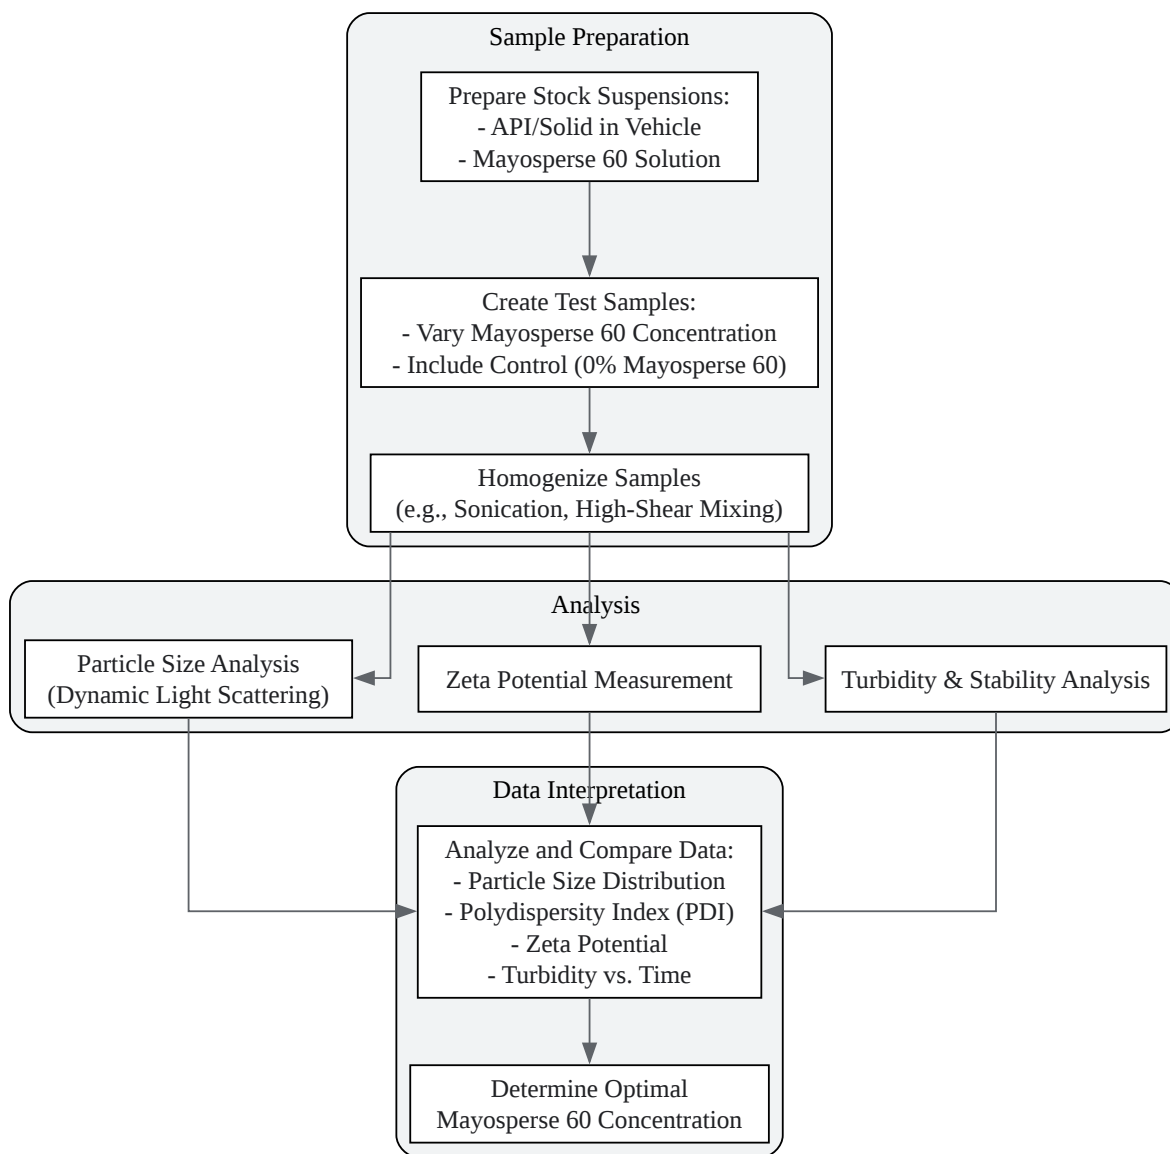 Sample Preparation
Prepare Stock Suspensions:
- API/Solid in Vehicle
- Mayosperse 60 Solution
Create Test Samples:
- Vary Mayosperse 60 Concentration
- Include Control (0% Mayosperse 60)
Homogenize Samples
(e.g., Sonication, High-Shear Mixing)
Analysis
Particle Size Analysis
(Dynamic Light Scattering)
Zeta Potential Measurement
Turbidity & Stability Analysis
Data Interpretation
Analyze and Compare Data:
- Particle Size Distribution
- Polydispersity Index (PDI)
- Zeta Potential
- Turbidity vs. Time
Determine Optimal
Mayosperse 60 Concentration